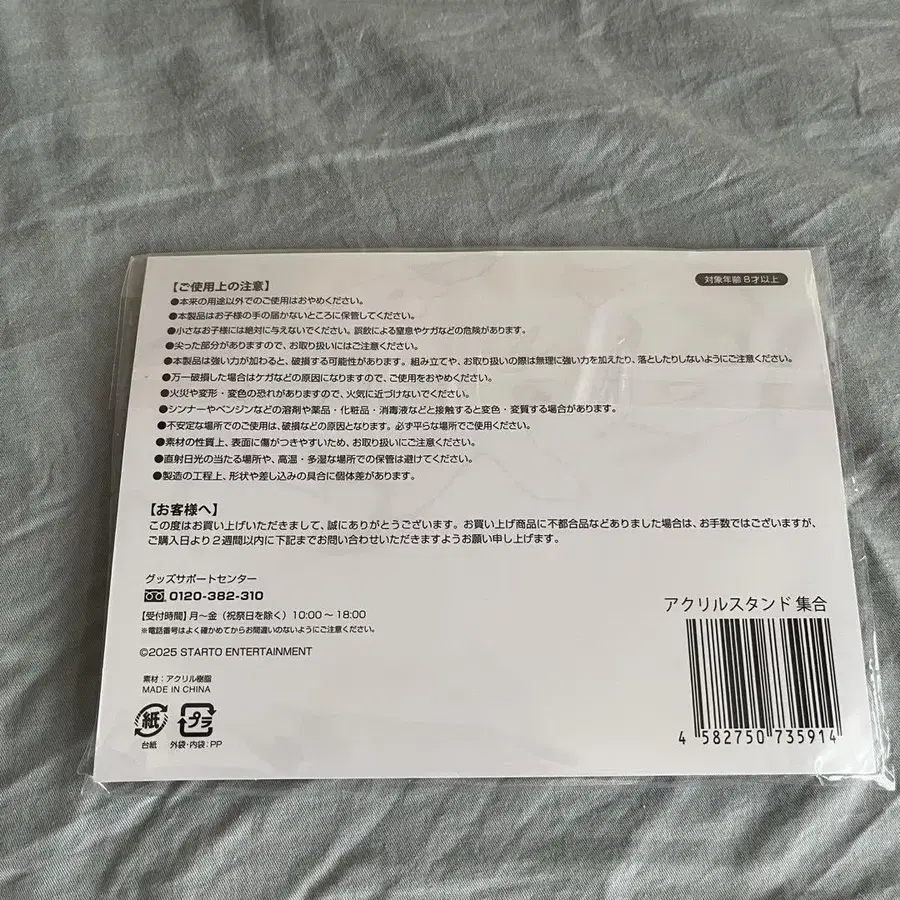 【ご使用上の注意】
対象年齢 8才以上
●本来の用途以外でのご使用はおやめください。
●本製品はお子様の手の届かないところに保管してください。
●小さなお子様には絶対に与えないでください。誤飲による窒息やケガなどの危険があります。
●尖った部分がありますので、お取り扱いにはご注意ください。
●本製品は強い力が加わると、破損する可能性があります。組み立てや、お取り扱いの際は無理に強い力を加えたり、落としたりしないようにご注意ください。
●万一破損した場合はケガなどの原因になりますので、ご使用をおやめください。
●火災や変形・変色の恐れがありますので、火気に近づけないでください。
●シンナーやベンジンなどの溶剤や薬品・化粧品・消毒液などと接触すると変色・変質する場合があります。
●不安定な場所でのご使用は、破損などの原因となります。必ず平らな場所でご使用ください。
●素材の性質上、表面に傷がつきやすいため、お取り扱いにご注意ください。
●直射日光の当たる場所や、高温・多湿な場所での保管は避けてください。
●製造の工程上、形状や差し込みの具合に個体差があります。
【お客様へ】
この度はお買い上げいただきまして、誠にありがとうございます。お買い上げ商品に不都合品などありました場合は、お手数ではございますが、
ご購入日より2週間以内に下記までお問い合わせいただきますようお願い申し上げます。
グッズサポートセンター
0120-382-310
【受付時間】月～金（祝祭日を除く）10:00～18:00
※電話番号はよく確かめてからお間違いのないようにご注意ください。
©2025 STARTO ENTERTAINMENT
素材：アクリル樹脂
MADE IN CHINA
紙 プラ
台紙 外袋・内袋：PP
アクリルスタンド 集合
4 582750 735914